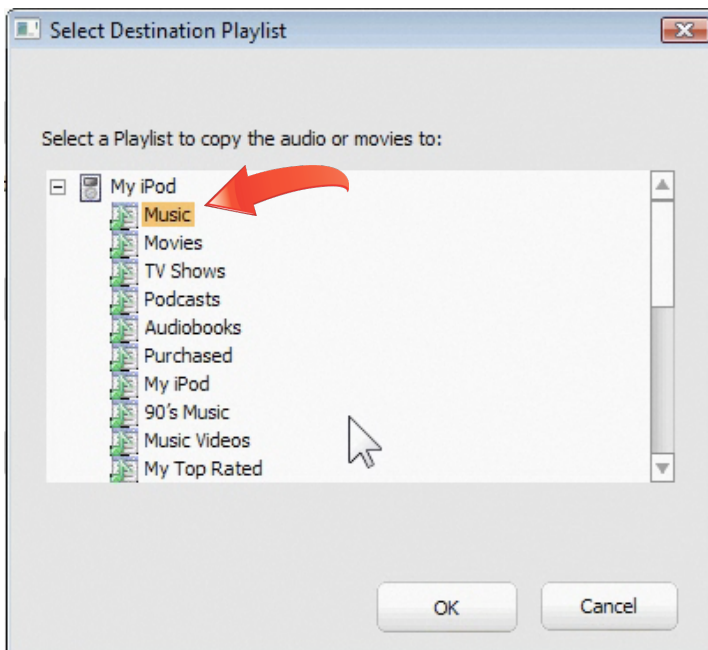 Select Destination Playlist
Select a Playlist to copy the audio or movies to:
My iPod
Music
Movies
TV Shows
Podcasts
Audiobooks
Purchased
My iPod
90's Music
Music Videos
My Top Rated
OK Cancel